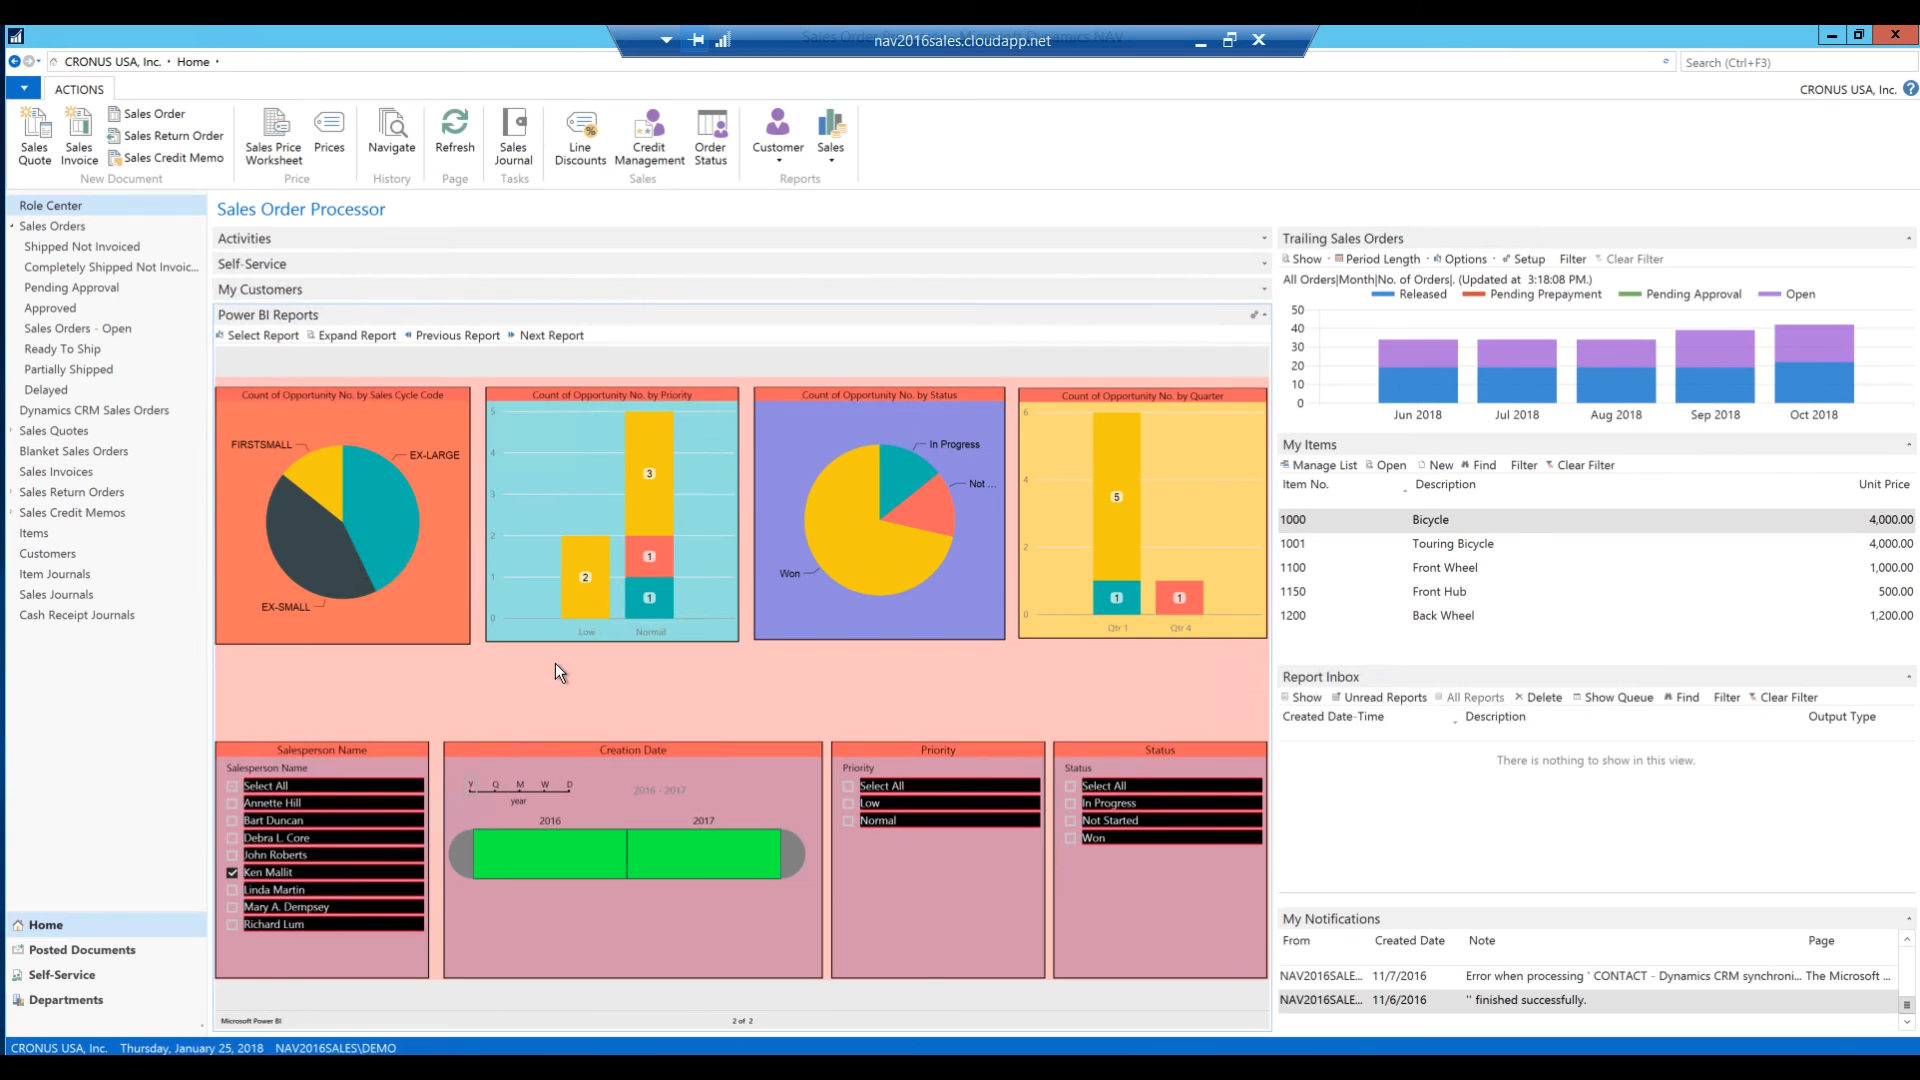 nav2016sales.cloudapp.net
CRONUS USA, Inc. · Home ·
Search (Ctrl+F3)
ACTIONS
CRONUS USA, Inc.
Sales Quote
Sales Invoice
Sales Order
Sales Return Order
Sales Credit Memo
New Document
Sales Price Worksheet
Prices
Price
Navigate
History
Refresh
Page
Sales Journal
Tasks
Line Discounts
Credit Management
Order Status
Sales
Customer
Sales
Reports
Role Center
Sales Orders
Shipped Not Invoiced
Completely Shipped Not Invoic...
Pending Approval
Approved
Sales Orders - Open
Ready To Ship
Partially Shipped
Delayed
Dynamics CRM Sales Orders
Sales Quotes
Blanket Sales Orders
Sales Invoices
Sales Return Orders
Sales Credit Memos
Items
Customers
Item Journals
Sales Journals
Cash Receipt Journals
Home
Posted Documents
Self-Service
Departments
Sales Order Processor
Activities
Self-Service
My Customers
Power BI Reports
Select Report Expand Report Previous Report Next Report
Count of Opportunity No. by Sales Cycle Code
FIRSTSMALL
EX-LARGE
EX-SMALL
Count of Opportunity No. by Priority
5
4
3
2
1
0
3
1
2
1
Low Normal
Count of Opportunity No. by Status
In Progress
Not ...
Won
Count of Opportunity No. by Quarter
6
4
2
0
5
1
1
Qtr 1 Qtr 4
Salesperson Name
Salesperson Name
Select All
Annette Hill
Bart Duncan
Debra L. Core
John Roberts
Ken Mallit
Linda Martin
Mary A. Dempsey
Richard Lum
Creation Date
Y Q M W D
year
2016 - 2017
2016 2017
Priority
Priority
Select All
Low
Normal
Status
Status
Select All
In Progress
Not Started
Won
Microsoft Power BI
2 of 2
Trailing Sales Orders
Show · Period Length · Options · Setup Filter Clear Filter
All Orders|Month|No. of Orders|. (Updated at 3:18:08 PM.)
Released Pending Prepayment Pending Approval Open
50
40
30
20
10
0
Jun 2018 Jul 2018 Aug 2018 Sep 2018 Oct 2018
My Items
Manage List Open New Find Filter Clear Filter
Item No. Description Unit Price
1000 Bicycle 4,000.00
1001 Touring Bicycle 4,000.00
1100 Front Wheel 1,000.00
1150 Front Hub 500.00
1200 Back Wheel 1,200.00
Report Inbox
Show Unread Reports All Reports Delete Show Queue Find Filter Clear Filter
Created Date-Time Description Output Type
There is nothing to show in this view.
My Notifications
From Created Date Note Page
NAV2016SALE... 11/7/2016 Error when processing ' CONTACT - Dynamics CRM synchroni... The Microsoft ...
NAV2016SALE... 11/6/2016 '' finished successfully.
CRONUS USA, Inc. Thursday, January 25, 2018 NAV2016SALES\DEMO